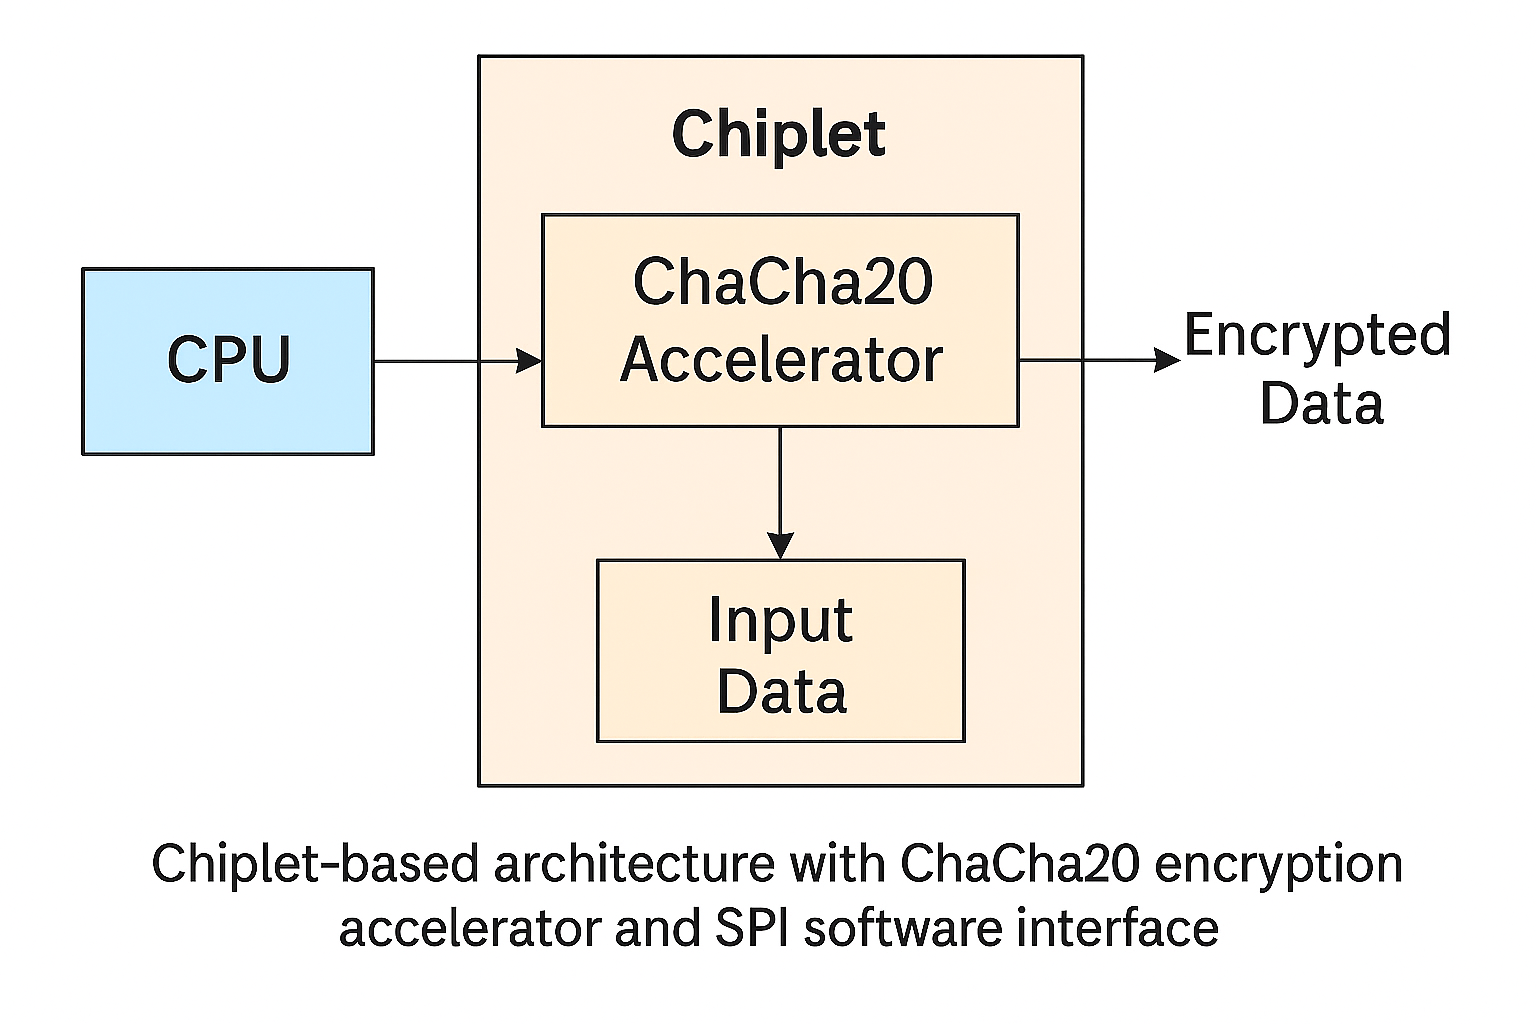 Chiplet
ChaCha20
Accelerator
CPU
Encrypted
Data
Input
Data
Chiplet-based architecture with ChaCha20 encryption
accelerator and SPI software interface